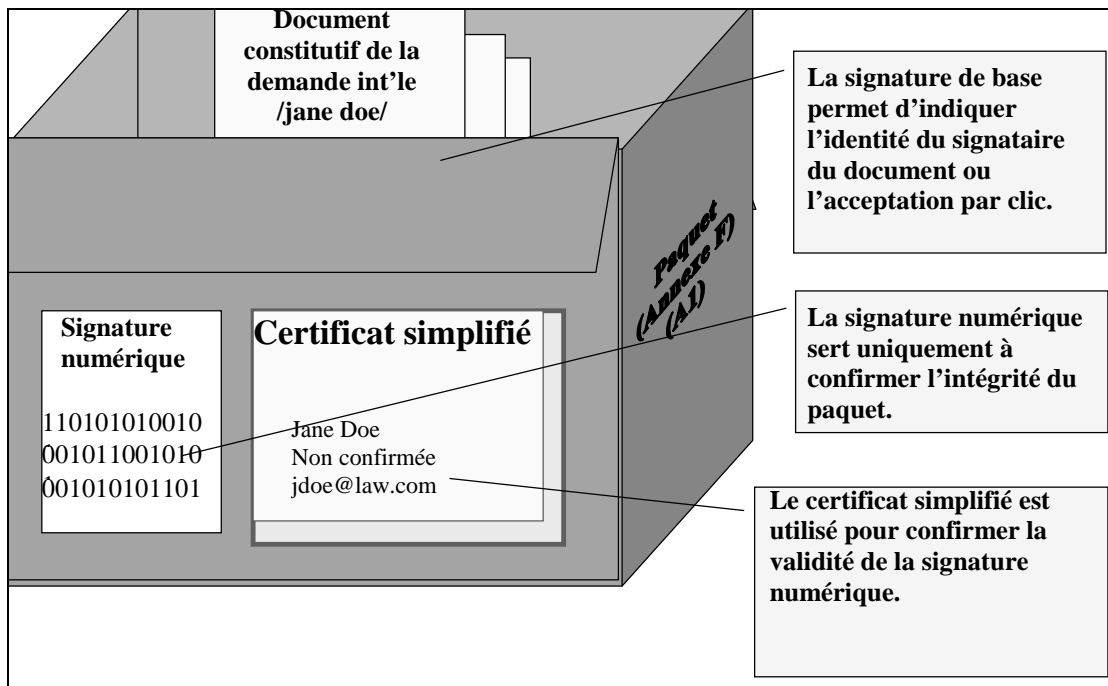 Document
constitutif de la
demande int'le
/jane doe/
La signature de base
permet d'indiquer
l'identité du signataire
du document ou
l'acceptation par clic.
Paquet
(Annexe F)
(A1)
Signature
numérique
110101010010
001011001010
001010101101
Certificat simplifié
Jane Doe
Non confirmée
jdoe@law.com
La signature numérique
sert uniquement à
confirmer l'intégrité du
paquet.
Le certificat simplifié est
utilisé pour confirmer la
validité de la signature
numérique.